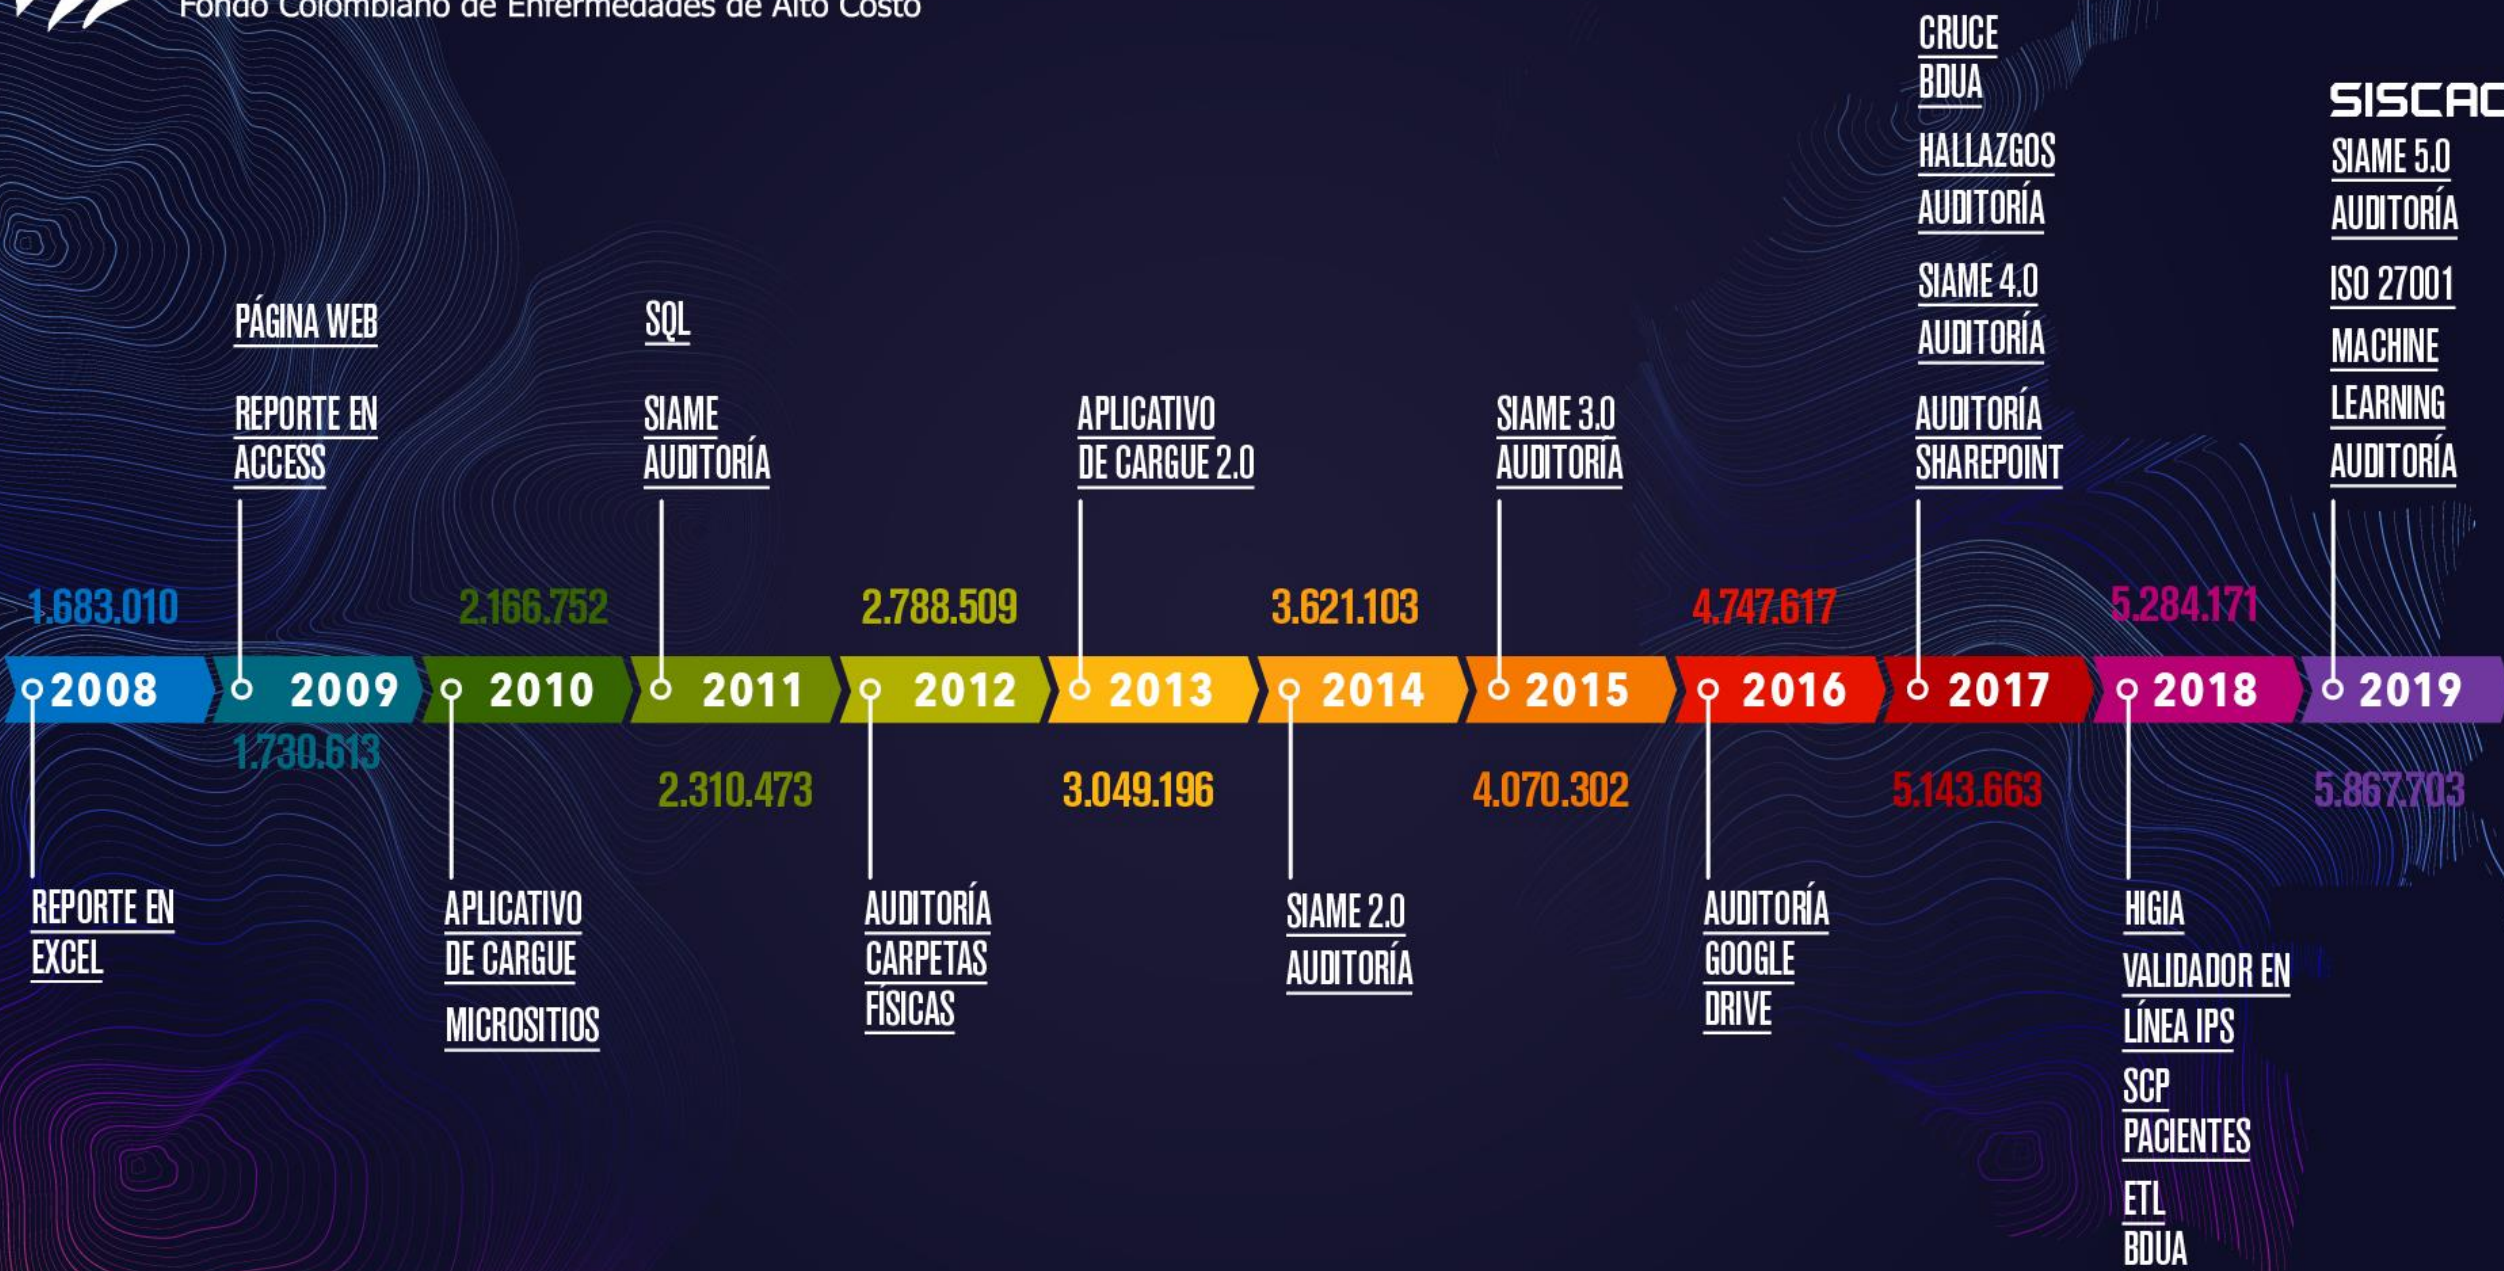 Fondo Colombiano de Enfermedades de Alto Costo
CRUCE
BDUA
HALLAZGOS
AUDITORÍA
SIAME 4.0
AUDITORÍA
AUDITORÍA
SHAREPOINT
SISCAC
SIAME 5.0
AUDITORÍA
ISO 27001
MACHINE
LEARNING
AUDITORÍA
PÁGINA WEB
REPORTE EN
ACCESS
SQL
SIAME
AUDITORÍA
APLICATIVO
DE CARGUE 2.0
SIAME 3.0
AUDITORÍA
1.683.010
2.166.752
2.788.509
3.621.103
4.747.617
5.284.171
2008
2009
2010
2011
2012
2013
2014
2015
2016
2017
2018
2019
1.730.613
2.310.473
3.049.196
4.070.302
5.143.663
5.867.703
REPORTE EN
EXCEL
APLICATIVO
DE CARGUE
MICROSITIOS
AUDITORÍA
CARPETAS
FÍSICAS
SIAME 2.0
AUDITORÍA
AUDITORÍA
GOOGLE
DRIVE
HIGIA
VALIDADOR EN
LÍNEA IPS
SCP
PACIENTES
ETL
BDUA